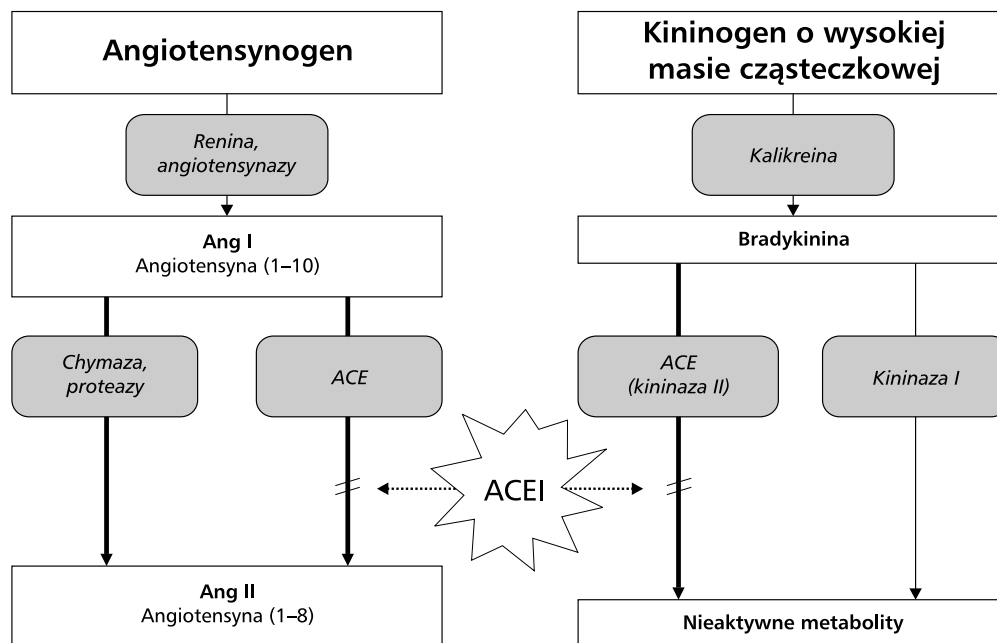 Angiotensynogen
Renina,
angiotensynazy
Ang I
Angiotensyna (1–10)
Chymaza,
proteazy
ACE
Ang II
Angiotensyna (1–8)
ACEI
Kininogen o wysokiej
masie cząsteczkowej
Kalikreina
Bradykinina
ACE
(kininaza II)
Kininaza I
Nieaktywne metabolity